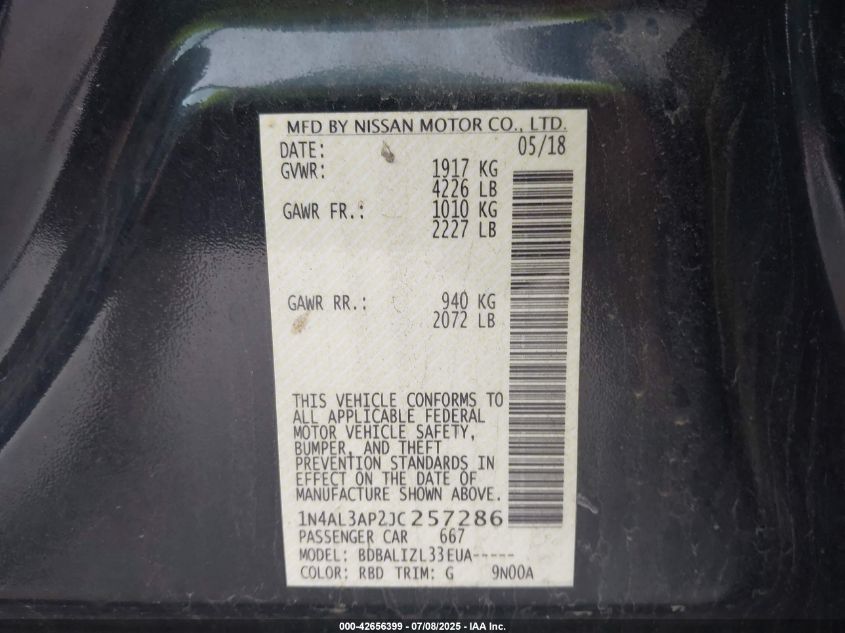 MFD BY NISSAN MOTOR CO., LTD.
DATE: 05/18
GVWR: 1917 KG
4226 LB
GAWR FR.: 1010 KG
2227 LB
GAWR RR.: 940 KG
2072 LB
THIS VEHICLE CONFORMS TO
ALL APPLICABLE FEDERAL
MOTOR VEHICLE SAFETY,
BUMPER, AND THEFT
PREVENTION STANDARDS IN
EFFECT ON THE DATE OF
MANUFACTURE SHOWN ABOVE.
1N4AL3AP2JC257286
PASSENGER CAR 667
MODEL: BDBALIZL33EUA-----
COLOR: RBD TRIM: G 9N00A
000-42656399 - 07/08/2025 - IAA Inc.